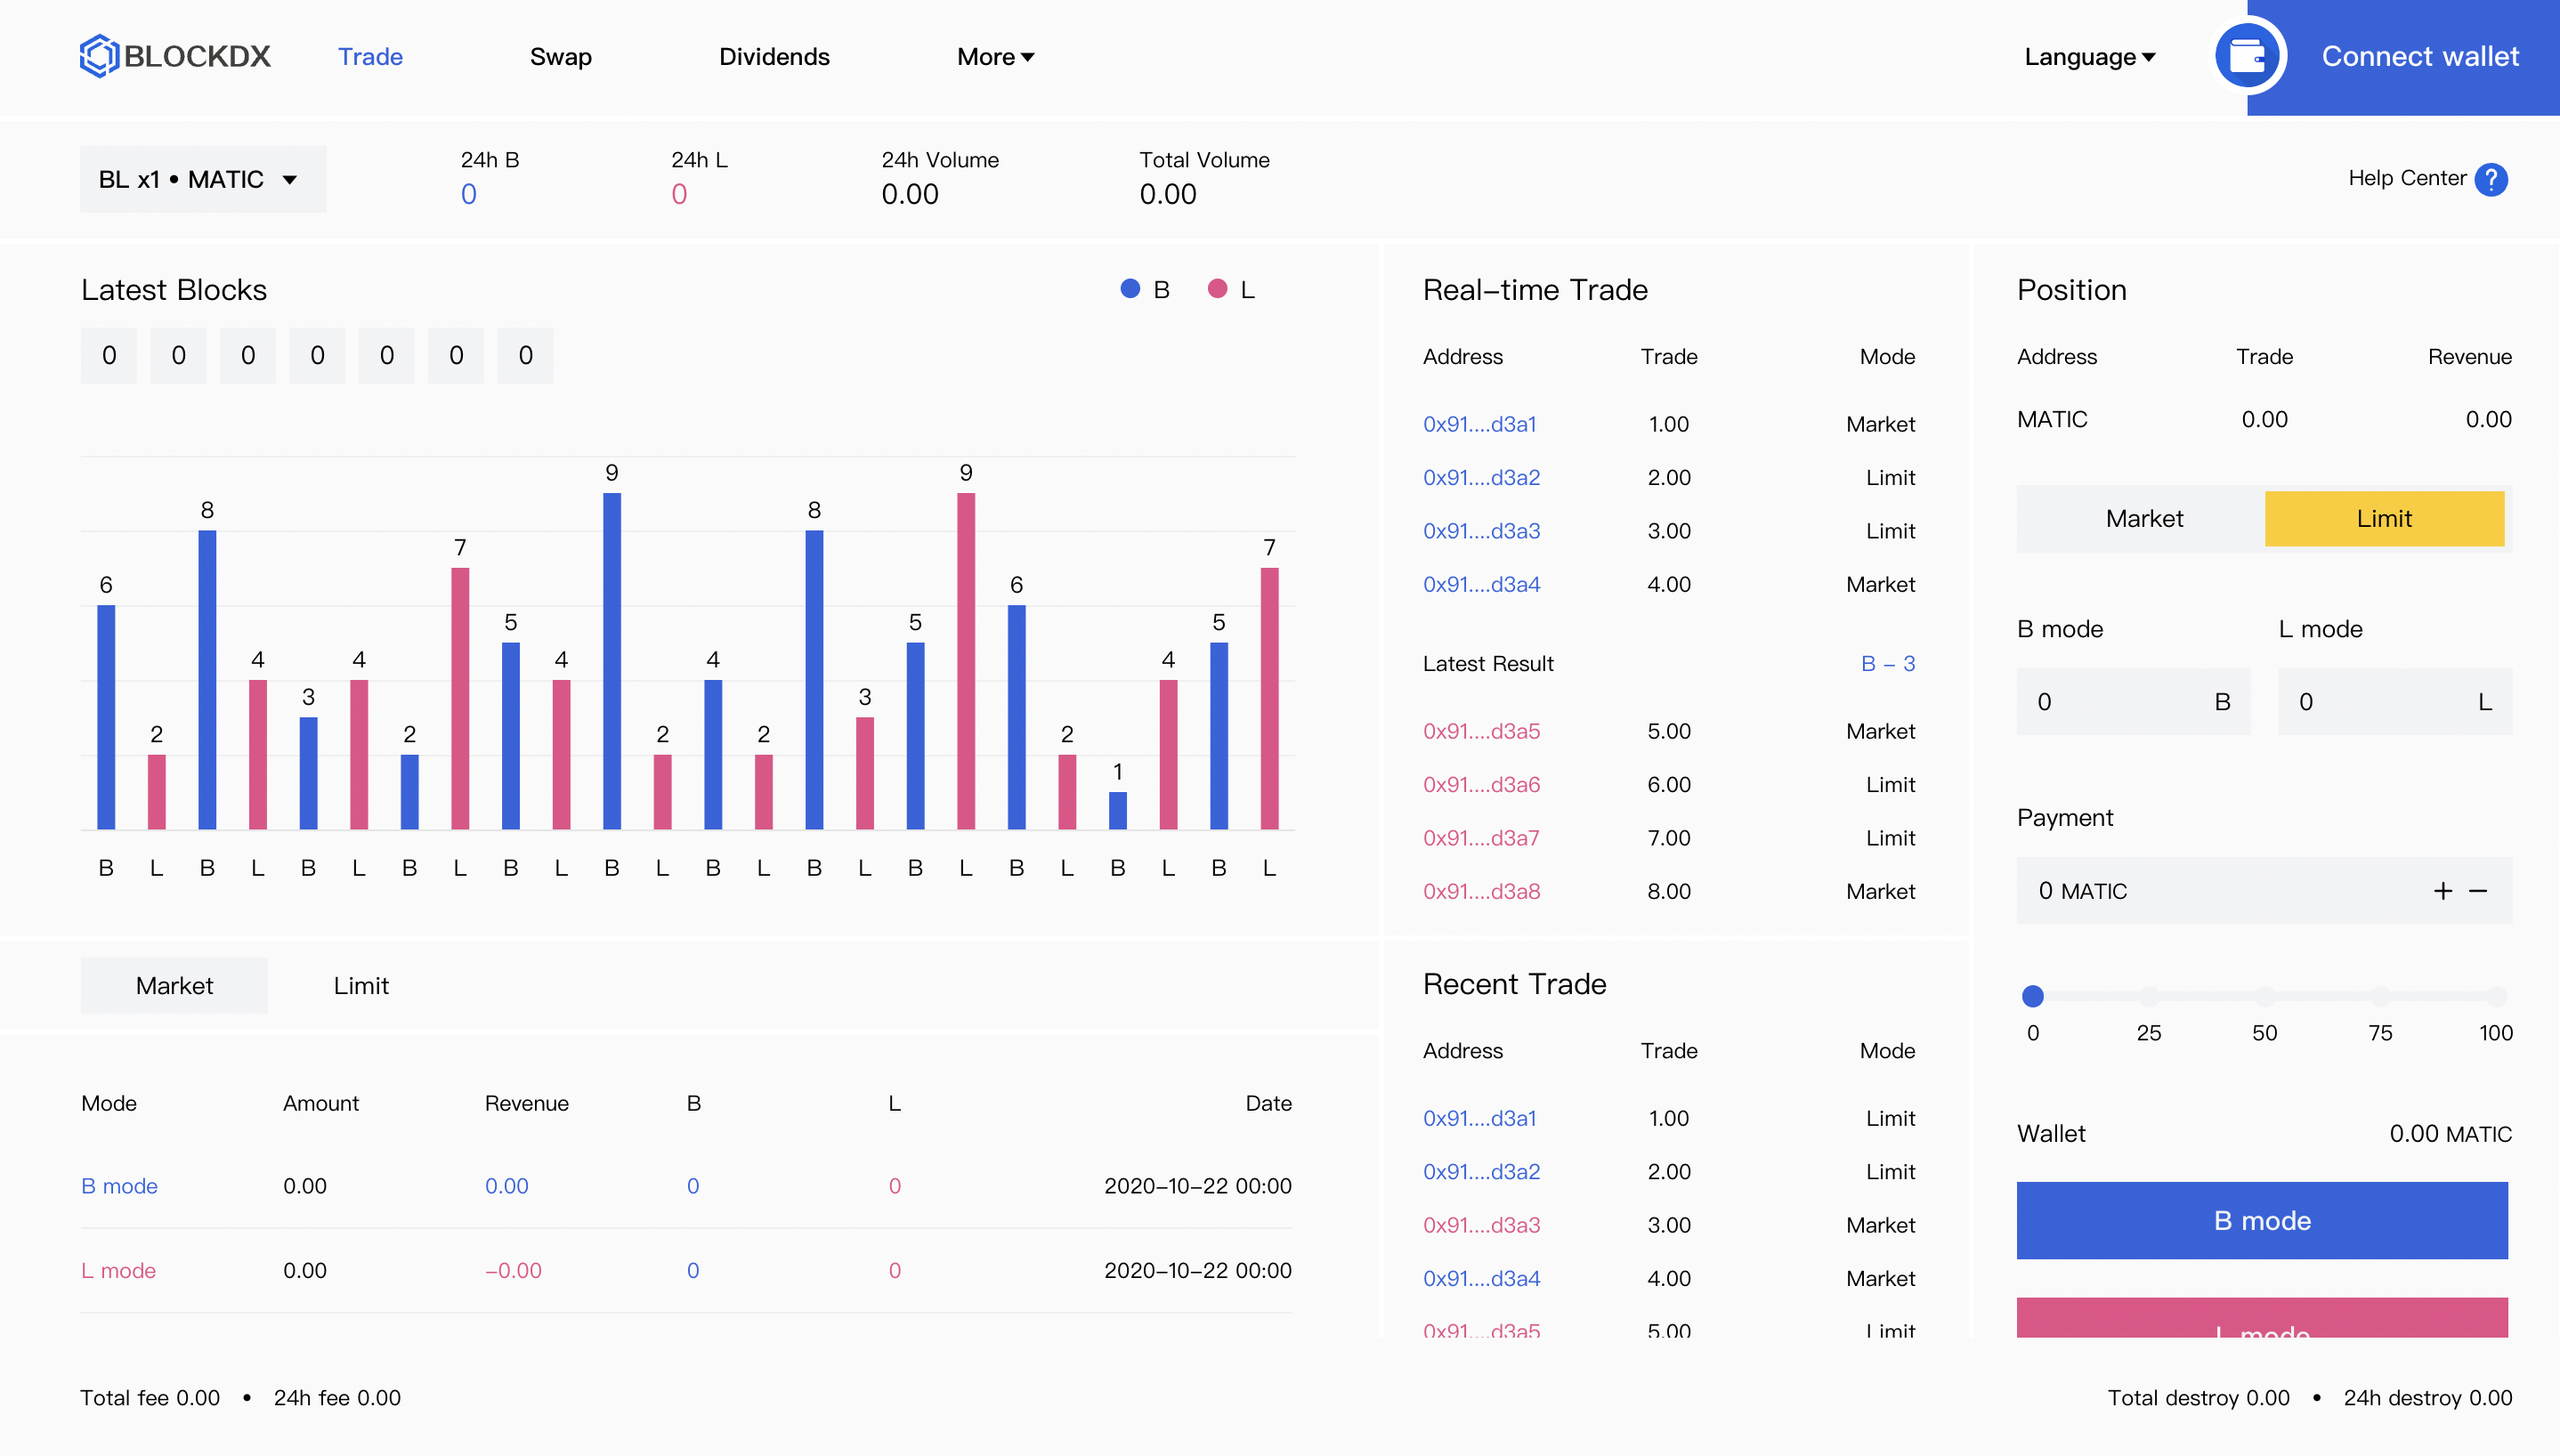 BLOCKDX Trade Swap Dividends More Language Connect wallet
BL x1 • MATIC
24h B 24h L 24h Volume Total Volume
0 0 0.00 0.00
Help Center ?
Latest Blocks
B L
0 0 0 0 0 0 0
6 2 8 4 3 4 2 7 5 4 9 2 4 2 8 3 5 9 6 2 1 4 5 7
B L B L B L B L B L B L B L B L B L B L B L B L
Market Limit
Mode Amount Revenue B L Date
B mode 0.00 0.00 0 0 2020-10-22 00:00
L mode 0.00 -0.00 0 0 2020-10-22 00:00
Real-time Trade
Address Trade Mode
0x91....d3a1 1.00 Market
0x91....d3a2 2.00 Limit
0x91....d3a3 3.00 Limit
0x91....d3a4 4.00 Market
Latest Result B - 3
0x91....d3a5 5.00 Market
0x91....d3a6 6.00 Limit
0x91....d3a7 7.00 Limit
0x91....d3a8 8.00 Market
Recent Trade
Address Trade Mode
0x91....d3a1 1.00 Limit
0x91....d3a2 2.00 Limit
0x91....d3a3 3.00 Market
0x91....d3a4 4.00 Market
0x91....d3a5 5.00 Limit
Position
Address Trade Revenue
MATIC 0.00 0.00
Market Limit
B mode L mode
0 B 0 L
Payment
0 MATIC + −
0 25 50 75 100
Wallet 0.00 MATIC
B mode
L mode
Total fee 0.00 • 24h fee 0.00
Total destroy 0.00 • 24h destroy 0.00